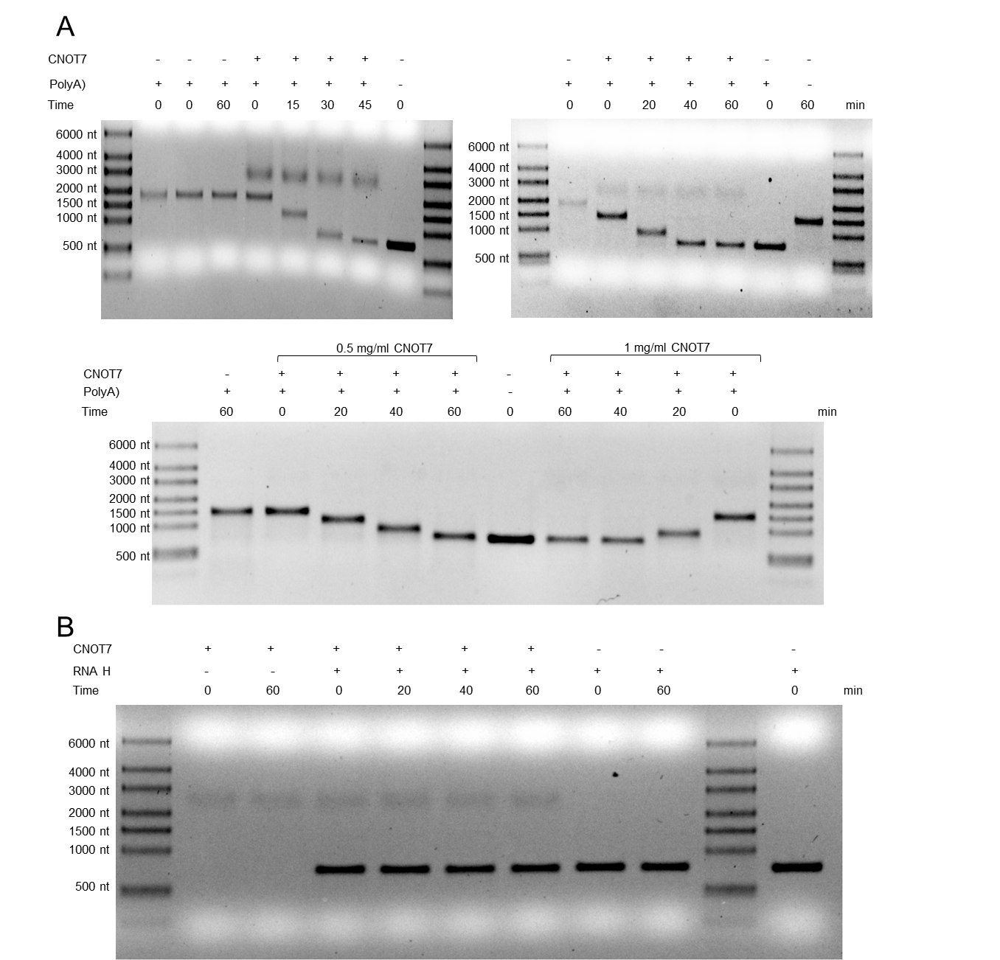 A
CNOT7 - - - + + + + -
PolyA) + + + + + + + -
Time 0 0 60 0 15 30 45 0
6000 nt
4000 nt
3000 nt
2000 nt
1500 nt
1000 nt
500 nt
- + + + + - -
+ + + + + + -
0 0 20 40 60 0 60 min
6000 nt
4000 nt
3000 nt
2000 nt
1500 nt
1000 nt
500 nt
0.5 mg/ml CNOT7 1 mg/ml CNOT7
CNOT7 - + + + + - + + + +
PolyA) + + + + + - + + + +
Time 60 0 20 40 60 0 60 40 20 0 min
6000 nt
4000 nt
3000 nt
2000 nt
1500 nt
1000 nt
500 nt
B
CNOT7 + + + + + + - - -
RNA H - - + + + + + + +
Time 0 60 0 20 40 60 0 60 0 min
6000 nt
4000 nt
3000 nt
2000 nt
1500 nt
1000 nt
500 nt